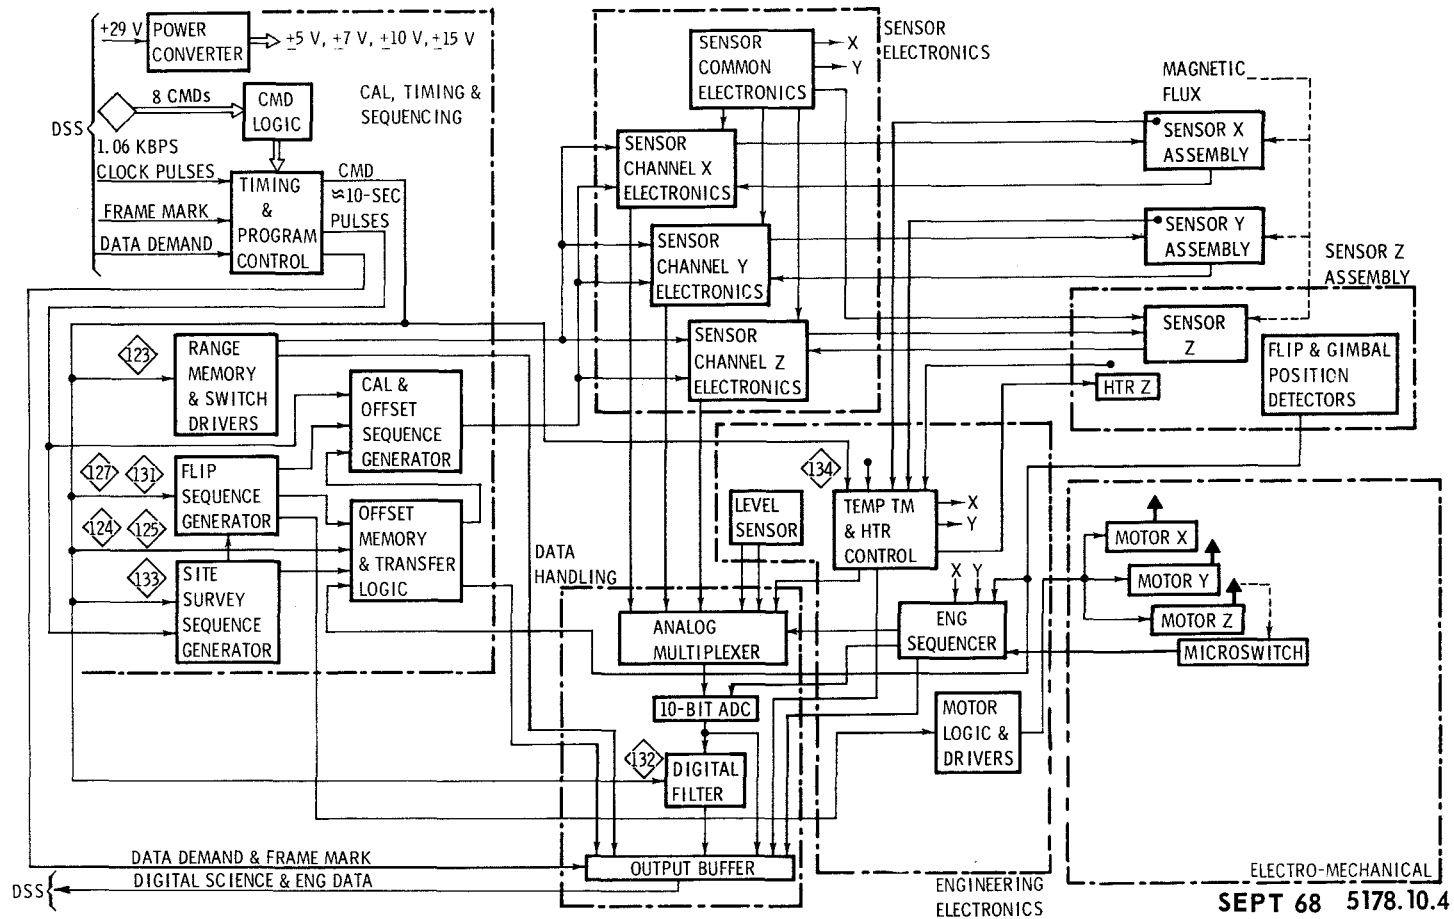 +29 V
POWER
CONVERTER
±5 V, ±7 V, ±10 V, ±15 V
DSS
8 CMDs
CMD
LOGIC
CAL, TIMING &
SEQUENCING
1.06 KBPS
CLOCK PULSES
FRAME MARK
DATA DEMAND
TIMING
&
PROGRAM
CONTROL
CMD
≈10-SEC
PULSES
SENSOR
COMMON
ELECTRONICS
X
Y
SENSOR
ELECTRONICS
SENSOR
CHANNEL X
ELECTRONICS
SENSOR
CHANNEL Y
ELECTRONICS
SENSOR
CHANNEL Z
ELECTRONICS
MAGNETIC
FLUX
SENSOR X
ASSEMBLY
SENSOR Y
ASSEMBLY
SENSOR Z
ASSEMBLY
SENSOR
Z
HTR Z
FLIP & GIMBAL
POSITION
DETECTORS
123
RANGE
MEMORY
& SWITCH
DRIVERS
CAL &
OFFSET
SEQUENCE
GENERATOR
127
131
FLIP
SEQUENCE
GENERATOR
124
125
OFFSET
MEMORY
& TRANSFER
LOGIC
133
SITE
SURVEY
SEQUENCE
GENERATOR
134
LEVEL
SENSOR
TEMP TM
& HTR
CONTROL
X
Y
DATA
HANDLING
ANALOG
MULTIPLEXER
X Y
ENG
SEQUENCER
MOTOR X
MOTOR Y
MOTOR Z
MICROSWITCH
10-BIT ADC
MOTOR
LOGIC &
DRIVERS
132
DIGITAL
FILTER
DATA DEMAND & FRAME MARK
OUTPUT BUFFER
DSS
DIGITAL SCIENCE & ENG DATA
ENGINEERING
ELECTRONICS
ELECTRO-MECHANICAL
SEPT 68 5178.10.4